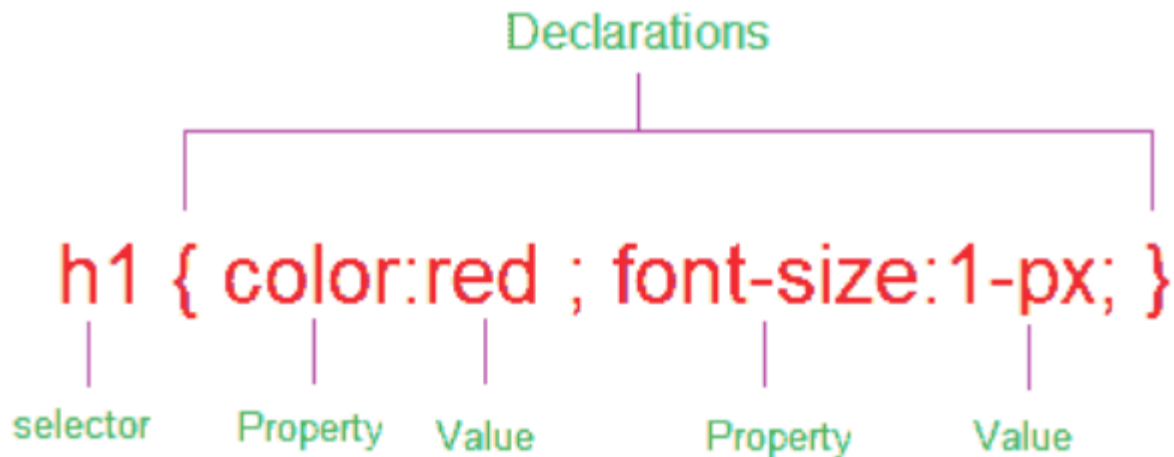 Declarations
h1 { color:red ; font-size:1-px; }
selector Property Value Property Value